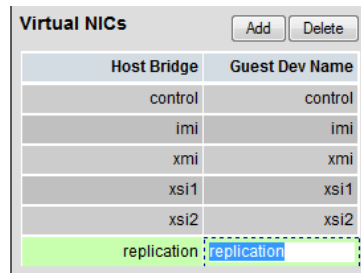 Virtual NICs Add Delete
Host Bridge Guest Dev Name
control control
imi imi
xmi xmi
xsi1 xsi1
xsi2 xsi2
replication replication